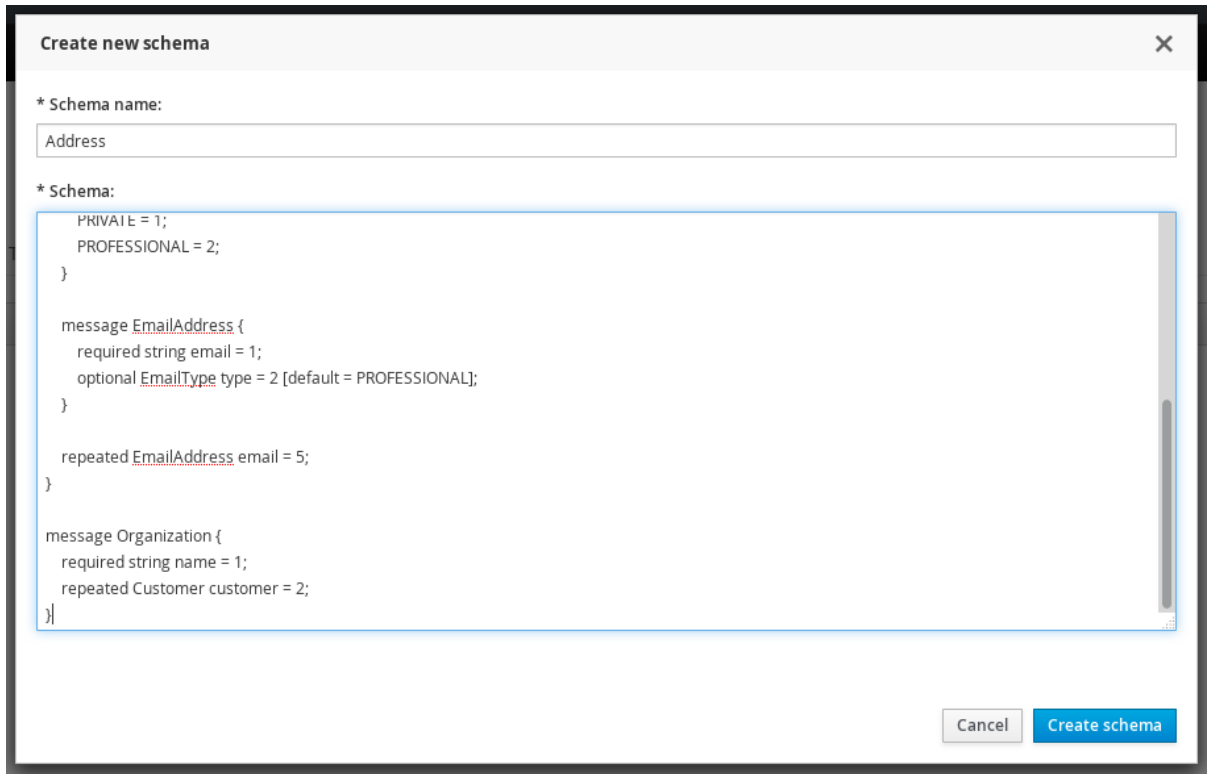 Create new schema
* Schema name:
Address
* Schema:
PRIVATE = 1;
PROFESSIONAL = 2;
}
message EmailAddress {
required string email = 1;
optional EmailType type = 2 [default = PROFESSIONAL];
}
repeated EmailAddress email = 5;
}
message Organization {
required string name = 1;
repeated Customer customer = 2;
}
Cancel Create schema